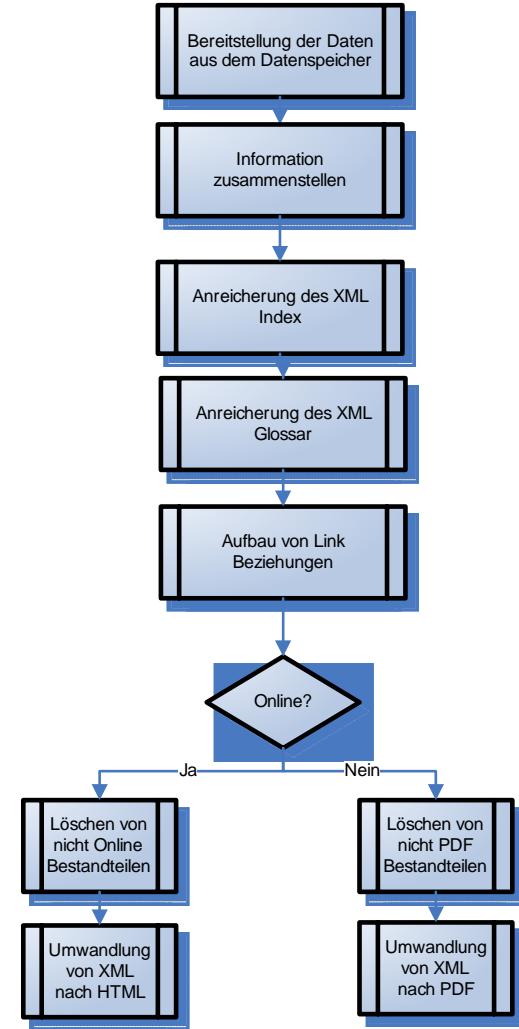 Bereitstellung der Daten
aus dem Datenspeicher
Information
zusammenstellen
Anreicherung des XML
Index
Anreicherung des XML
Glossar
Aufbau von Link
Beziehungen
Online?
Ja
Nein
Löschen von
nicht Online
Bestandteilen
Löschen von
nicht PDF
Bestandteilen
Umwandlung
von XML
nach HTML
Umwandlung
von XML
nach PDF